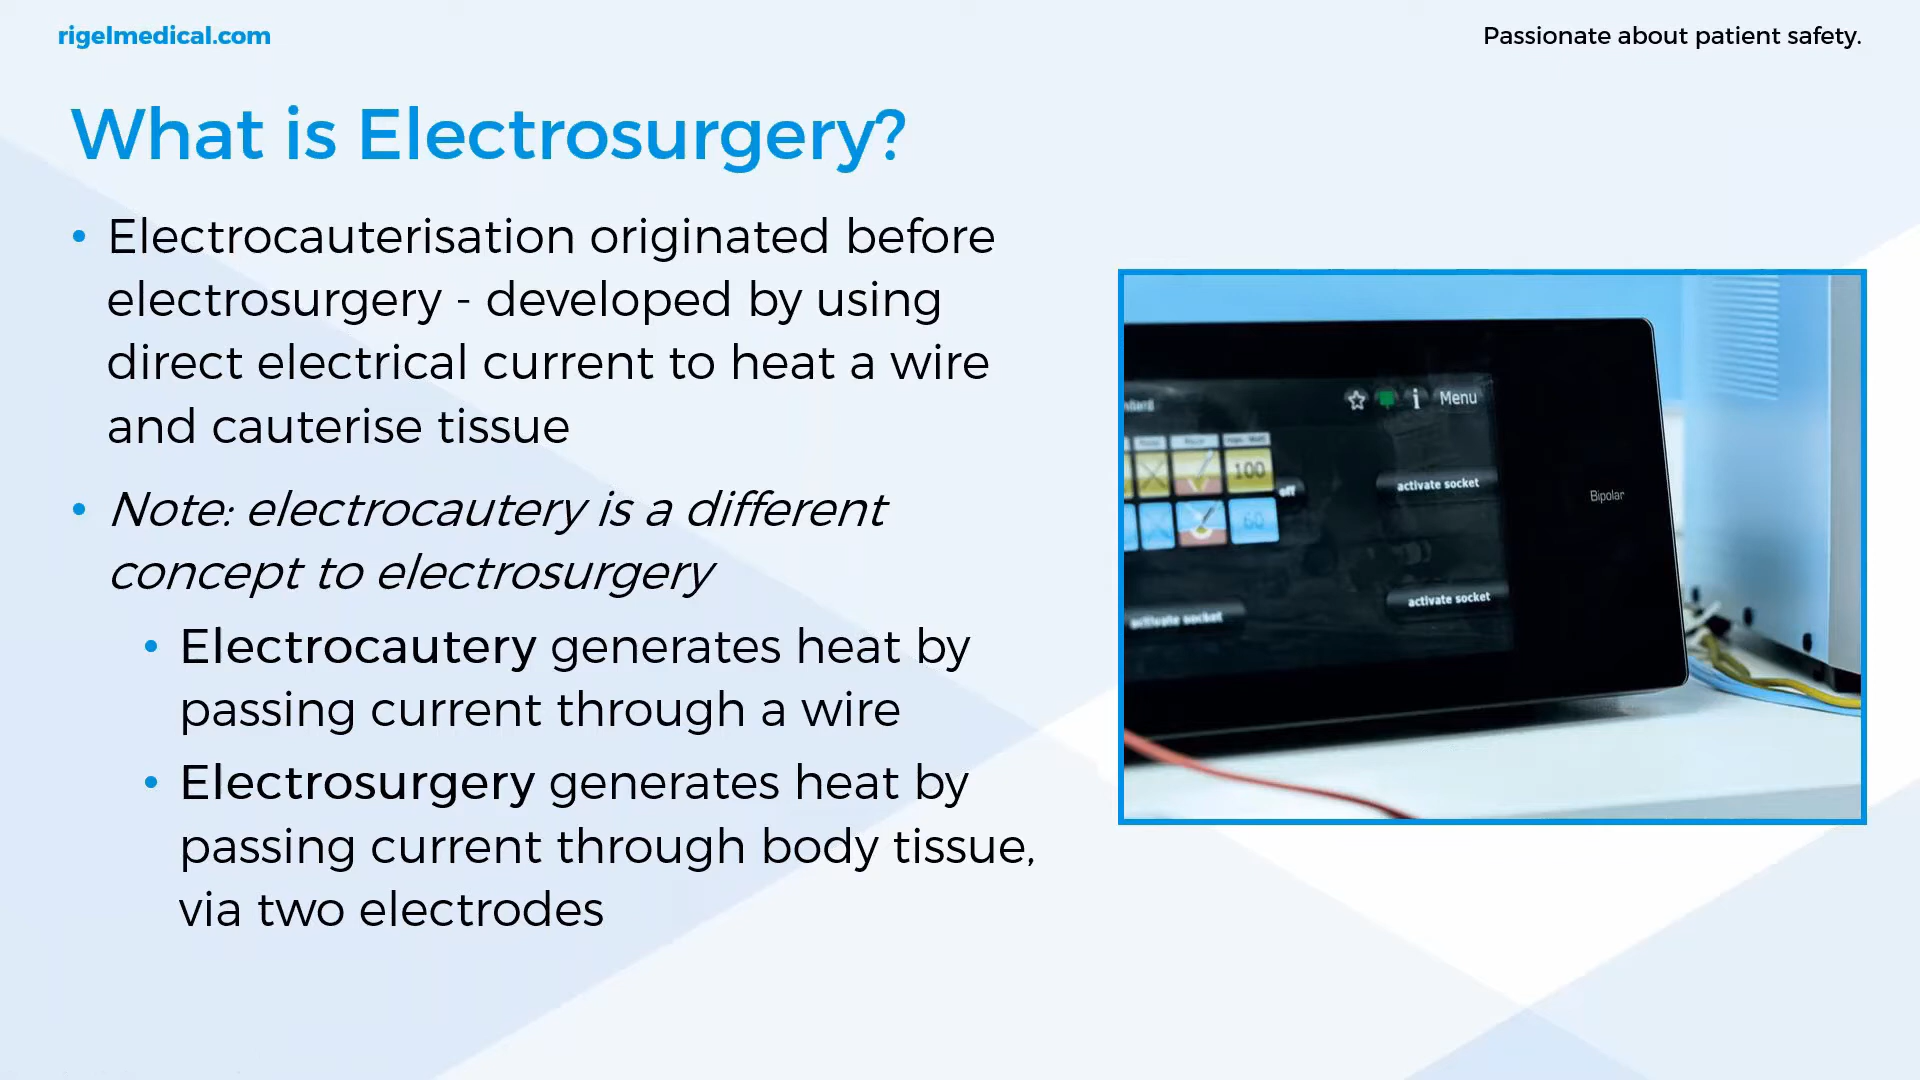 rigelmedical.com
Passionate about patient safety.
What is Electrosurgery?
• Electrocauterisation originated before
electrosurgery - developed by using
direct electrical current to heat a wire
and cauterise tissue
• Note: electrocautery is a different
concept to electrosurgery
• Electrocautery generates heat by
passing current through a wire
• Electrosurgery generates heat by
passing current through body tissue,
via two electrodes
i Menu
100
off
activate socket
Bipolar
60
activate socket
activate socket